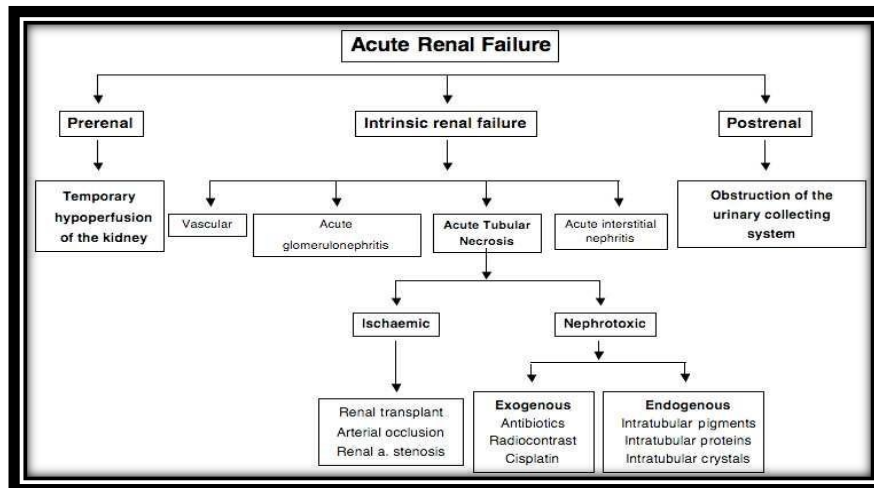 Acute Renal Failure
Prerenal
Intrinsic renal failure
Postrenal
Temporary
hypoperfusion
of the kidney
Vascular
Acute
glomerulonephritis
Acute Tubular
Necrosis
Acute interstitial
nephritis
Obstruction of the
urinary collecting
system
Ischaemic
Nephrotoxic
Renal transplant
Arterial occlusion
Renal a. stenosis
Exogenous
Antibiotics
Radiocontrast
Cisplatin
Endogenous
Intratubular pigments
Intratubular proteins
Intratubular crystals